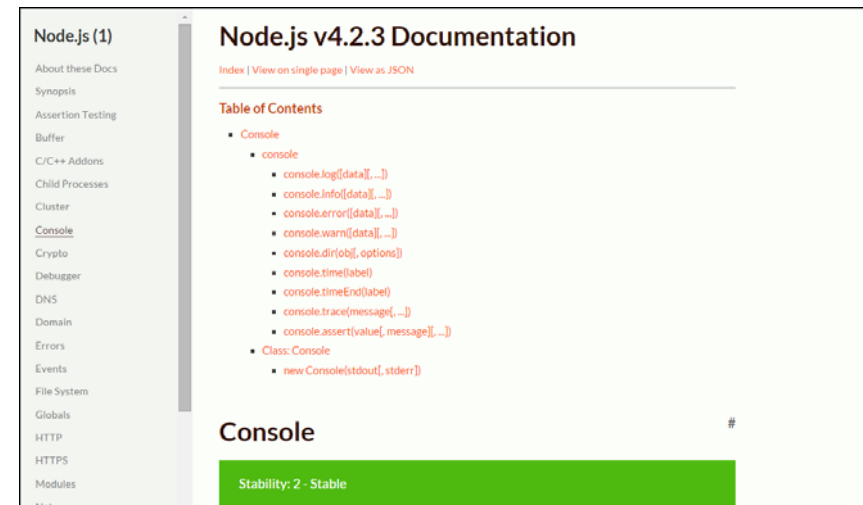 Node.js (1)
About these Docs
Synopsis
Assertion Testing
Buffer
C/C++ Addons
Child Processes
Cluster
Console
Crypto
Debugger
DNS
Domain
Errors
Events
File System
Globals
HTTP
HTTPS
Modules
Node.js v4.2.3 Documentation
Index | View on single page | View as JSON
Table of Contents
Console
console
console.log([data][, ...])
console.info([data][, ...])
console.error([data][, ...])
console.warn([data][, ...])
console.dir(obj[, options])
console.time(label)
console.timeEnd(label)
console.trace(message[, ...])
console.assert(value[, message][, ...])
Class: Console
new Console(stdout[, stderr])
Console
#
Stability: 2 - Stable